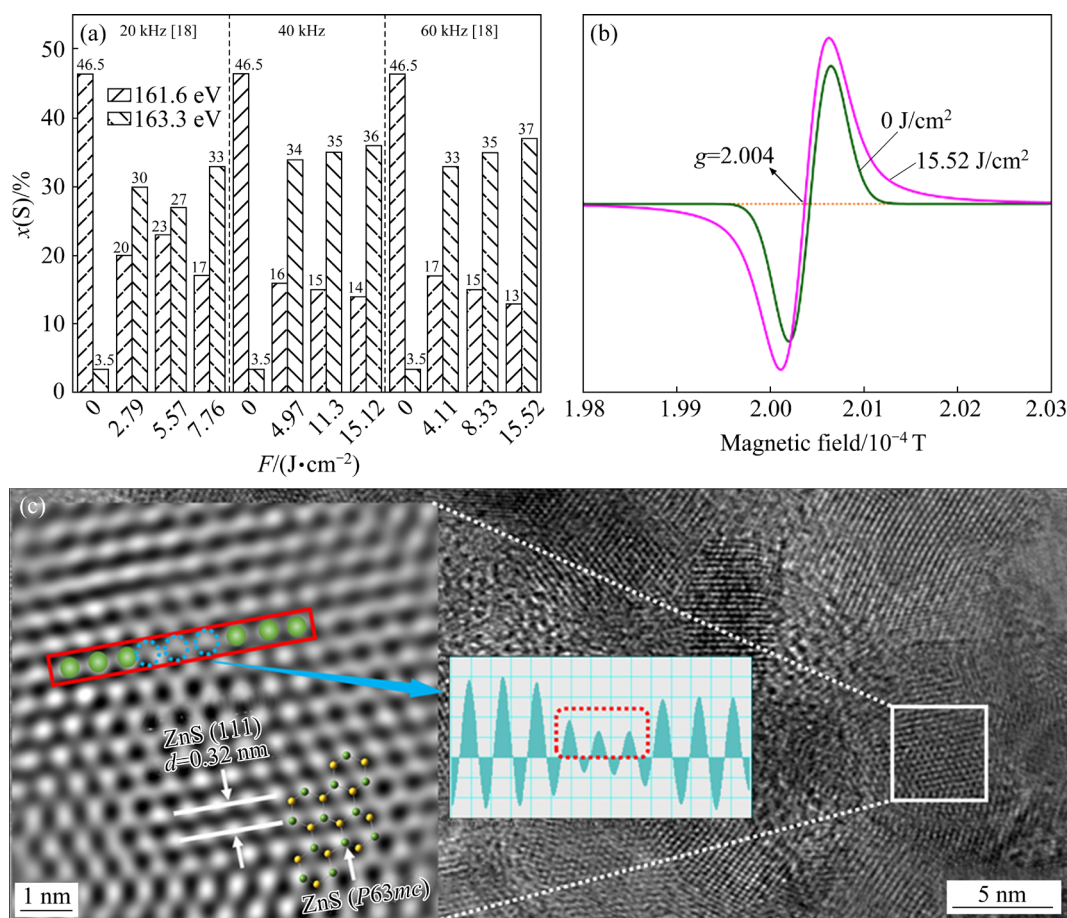 (a)
20 kHz [18] 40 kHz 60 kHz [18]
50
40
30
20
10
0
x(S)/%
161.6 eV
163.3 eV
46.5 3.5 20 30 23 27 17 33
46.5 3.5 16 34 15 35 14 36
46.5 3.5 17 33 15 35 13 37
0 2.79 5.57 7.76 0 4.97 11.3 15.12 0 4.11 8.33 15.52
F/(J•cm−2)
(b)
g=2.004
0 J/cm2
15.52 J/cm2
1.98 1.99 2.00 2.01 2.02 2.03
Magnetic field/10−4 T
(c)
ZnS (111)
d=0.32 nm
ZnS (P63mc)
1 nm
5 nm